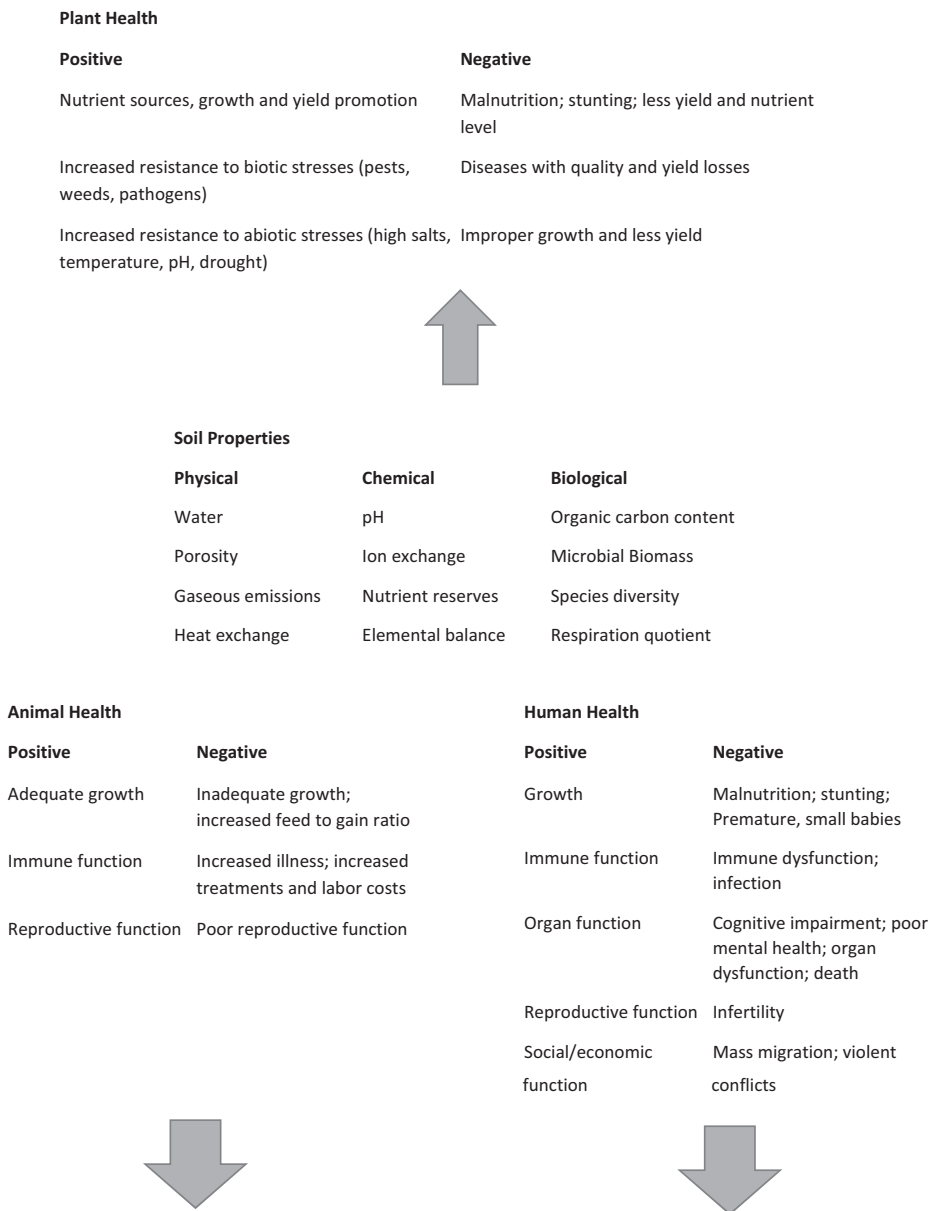 Plant Health
Positive Negative
Nutrient sources, growth and yield promotion Malnutrition; stunting; less yield and nutrient
level
Increased resistance to biotic stresses (pests, Diseases with quality and yield losses
weeds, pathogens)
Increased resistance to abiotic stresses (high salts, Improper growth and less yield
temperature, pH, drought)
Soil Properties
Physical Chemical Biological
Water pH Organic carbon content
Porosity Ion exchange Microbial Biomass
Gaseous emissions Nutrient reserves Species diversity
Heat exchange Elemental balance Respiration quotient
Animal Health
Positive Negative
Adequate growth Inadequate growth;
increased feed to gain ratio
Immune function Increased illness; increased
treatments and labor costs
Reproductive function Poor reproductive function
Human Health
Positive Negative
Growth Malnutrition; stunting;
Premature, small babies
Immune function Immune dysfunction;
infection
Organ function Cognitive impairment; poor
mental health; organ
dysfunction; death
Reproductive function Infertility
Social/economic Mass migration; violent
function conflicts